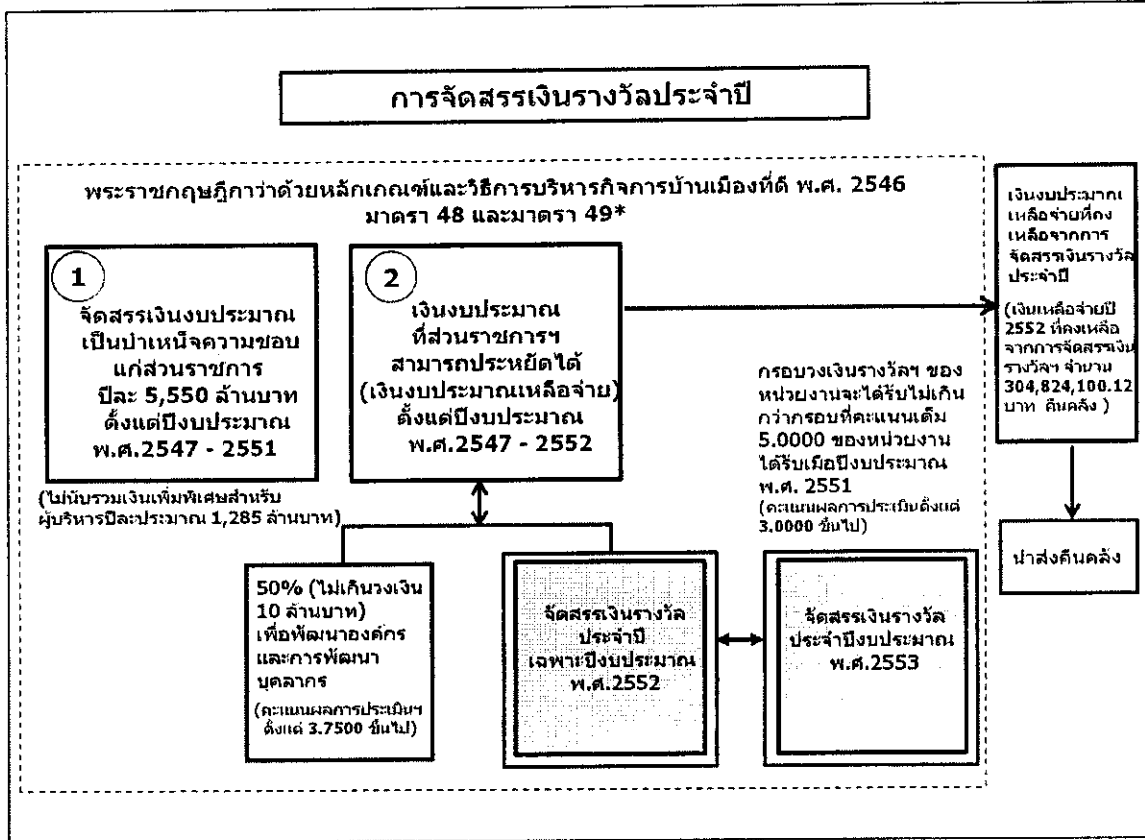 การจัดสรรเงินรางวัลประจำปี
พระราชกฤษฎีกาว่าด้วยหลักเกณฑ์และวิธีการบริหารกิจการบ้านเมืองที่ดี พ.ศ. 2546
มาตรา 48 และมาตรา 49*
1
จัดสรรเงินงบประมาณ
เป็นบำเหน็จความชอบ
แก่ส่วนราชการ
ปีละ 5,550 ล้านบาท
ตั้งแต่ปีงบประมาณ
พ.ศ.2547 - 2551
(ไม่นับรวมเงินเพิ่มพิเศษสำหรับ
ผู้บริหารปีละประมาณ 1,285 ล้านบาท)
2
เงินงบประมาณ
ที่ส่วนราชการฯ
สามารถประหยัดได้
(เงินงบประมาณเหลือจ่าย)
ตั้งแต่ปีงบประมาณ
พ.ศ.2547 - 2552
กรอบวงเงินรางวัลฯ ของ
หน่วยงานจะได้รับไม่เกิน
กว่ากรอบที่คะแนนเต็ม
5.0000 ของหน่วยงาน
ได้รับเมื่อปีงบประมาณ
พ.ศ. 2551
(คะแนนผลการประเมินตั้งแต่
3.0000 ขึ้นไป)
เงินงบประมาณ
เหลือจ่ายที่คง
เหลือจากการ
จัดสรรเงินรางวัล
ประจำปี
(เงินเหลือจ่ายปี
2552 ที่คงเหลือ
จากการจัดสรรเงิน
รางวัลฯ จำนวน
304,824,100.12
บาท คืนคลัง )
นำส่งคืนคลัง
50% (ไม่เกินวงเงิน
10 ล้านบาท)
เพื่อพัฒนาองค์กร
และการพัฒนา
บุคลากร
(คะแนนผลการประเมินฯ
ตั้งแต่ 3.7500 ขึ้นไป)
จัดสรรเงินรางวัล
ประจำปี
เฉพาะปีงบประมาณ
พ.ศ.2552
จัดสรรเงินรางวัล
ประจำปีงบประมาณ
พ.ศ.2553